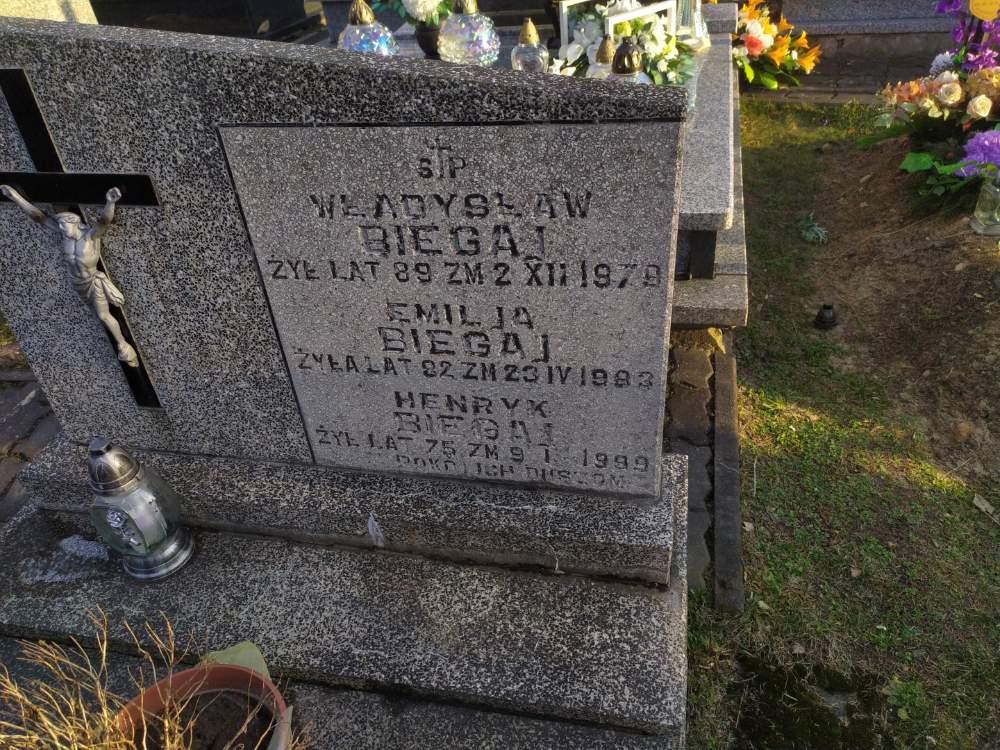 Ś†P
WŁADYSŁAW
BIEGAJ
ŻYŁ LAT 89 ZM 2 XII 1979
EMILJA
BIEGAJ
ŻYŁA LAT 82 ZM 23 IV 1983
HENRYK
BIEGAJ
ŻYŁ LAT 75 ZM 9 1999
POKÓJ ICH DUSZOM